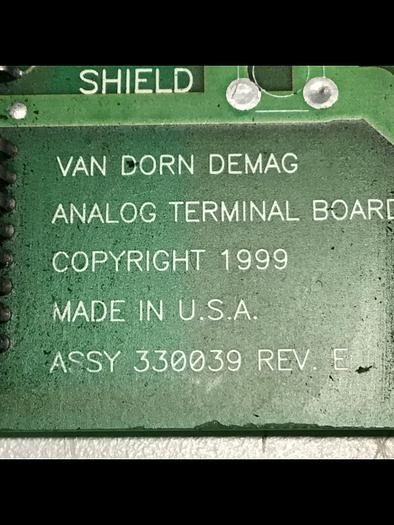 SHIELD
VAN DORN DEMAG
ANALOG TERMINAL BOARD
COPYRIGHT 1999
MADE IN U.S.A.
ASSY 330039 REV. E